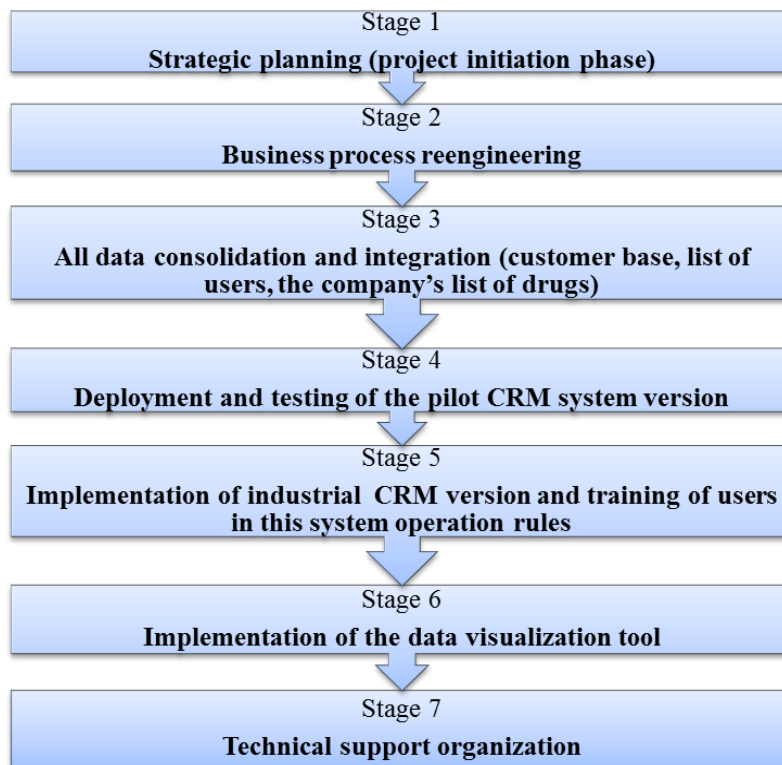 Stage 1
Strategic planning (project initiation phase)
Stage 2
Business process reengineering
Stage 3
All data consolidation and integration (customer base, list of
users, the company's list of drugs)
Stage 4
Deployment and testing of the pilot CRM system version
Stage 5
Implementation of industrial CRM version and training of users
in this system operation rules
Stage 6
Implementation of the data visualization tool
Stage 7
Technical support organization